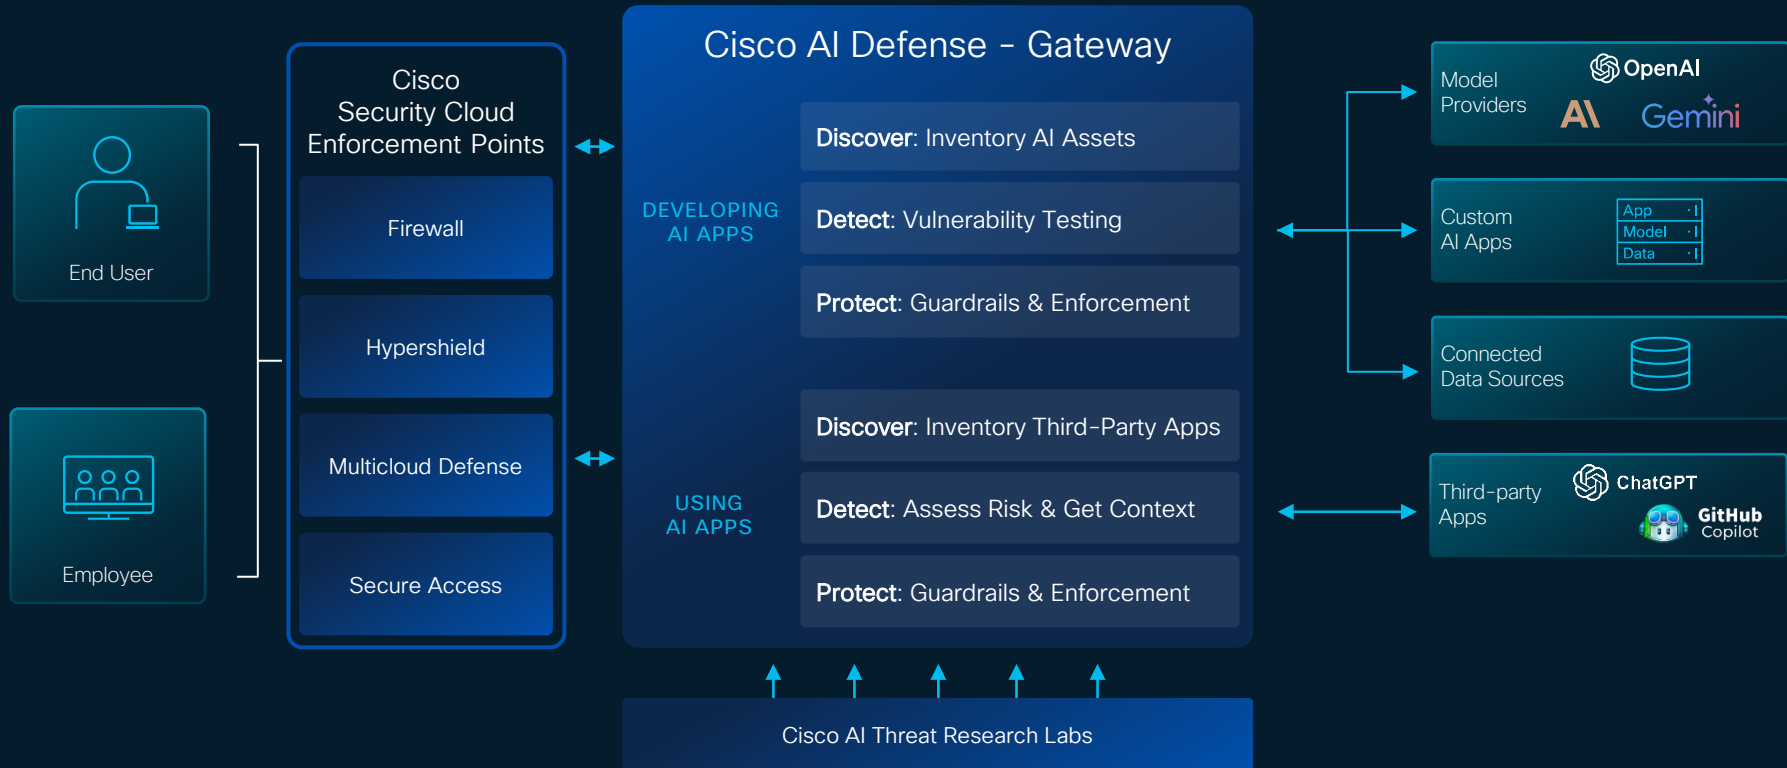 Cisco AI Defense - Gateway
Cisco
Security Cloud
Enforcement Points
Firewall
Hypershield
Multicloud Defense
Secure Access
End User
Employee
DEVELOPING
AI APPS
Discover: Inventory AI Assets
Detect: Vulnerability Testing
Protect: Guardrails & Enforcement
USING
AI APPS
Discover: Inventory Third-Party Apps
Detect: Assess Risk & Get Context
Protect: Guardrails & Enforcement
Cisco AI Threat Research Labs
Model
Providers
OpenAI
AI
Gemini
Custom
AI Apps
App
Model
Data
Connected
Data Sources
Third-party
Apps
ChatGPT
GitHub
Copilot